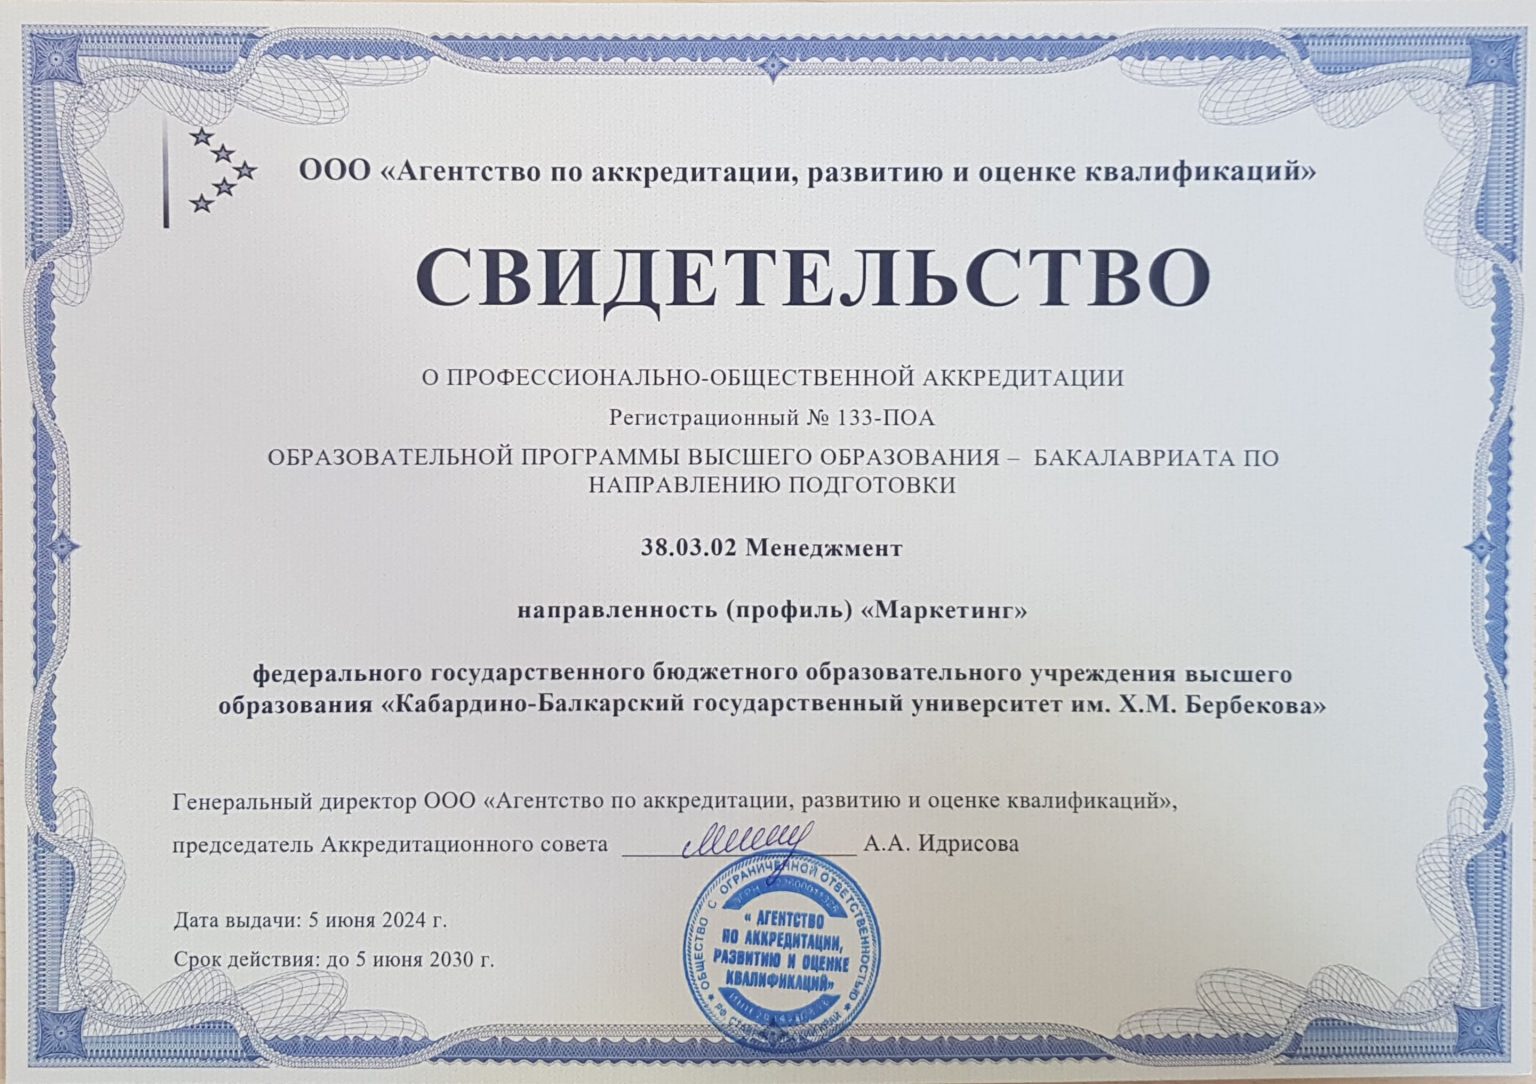 ООО «Агентство по аккредитации, развитию и оценке квалификаций»
СВИДЕТЕЛЬСТВО
О ПРОФЕССИОНАЛЬНО-ОБЩЕСТВЕННОЙ АККРЕДИТАЦИИ
Регистрационный № 133-ПОА
ОБРАЗОВАТЕЛЬНОЙ ПРОГРАММЫ ВЫСШЕГО ОБРАЗОВАНИЯ – БАКАЛАВРИАТА ПО
НАПРАВЛЕНИЮ ПОДГОТОВКИ
38.03.02 Менеджмент
направленность (профиль) «Маркетинг»
федерального государственного бюджетного образовательного учреждения высшего
образования «Кабардино-Балкарский государственный университет им. Х.М. Бербекова»
Генеральный директор ООО «Агентство по аккредитации, развитию и оценке квалификаций»,
председатель Аккредитационного совета А.А. Идрисова
Дата выдачи: 5 июня 2024 г.
Срок действия: до 5 июня 2030 г.
ОБЩЕСТВО С ОГРАНИЧЕННОЙ ОТВЕТСТВЕННОСТЬЮ
« АГЕНТСТВО
ПО АККРЕДИТАЦИИ,
РАЗВИТИЮ И ОЦЕНКЕ
КВАЛИФИКАЦИЙ»